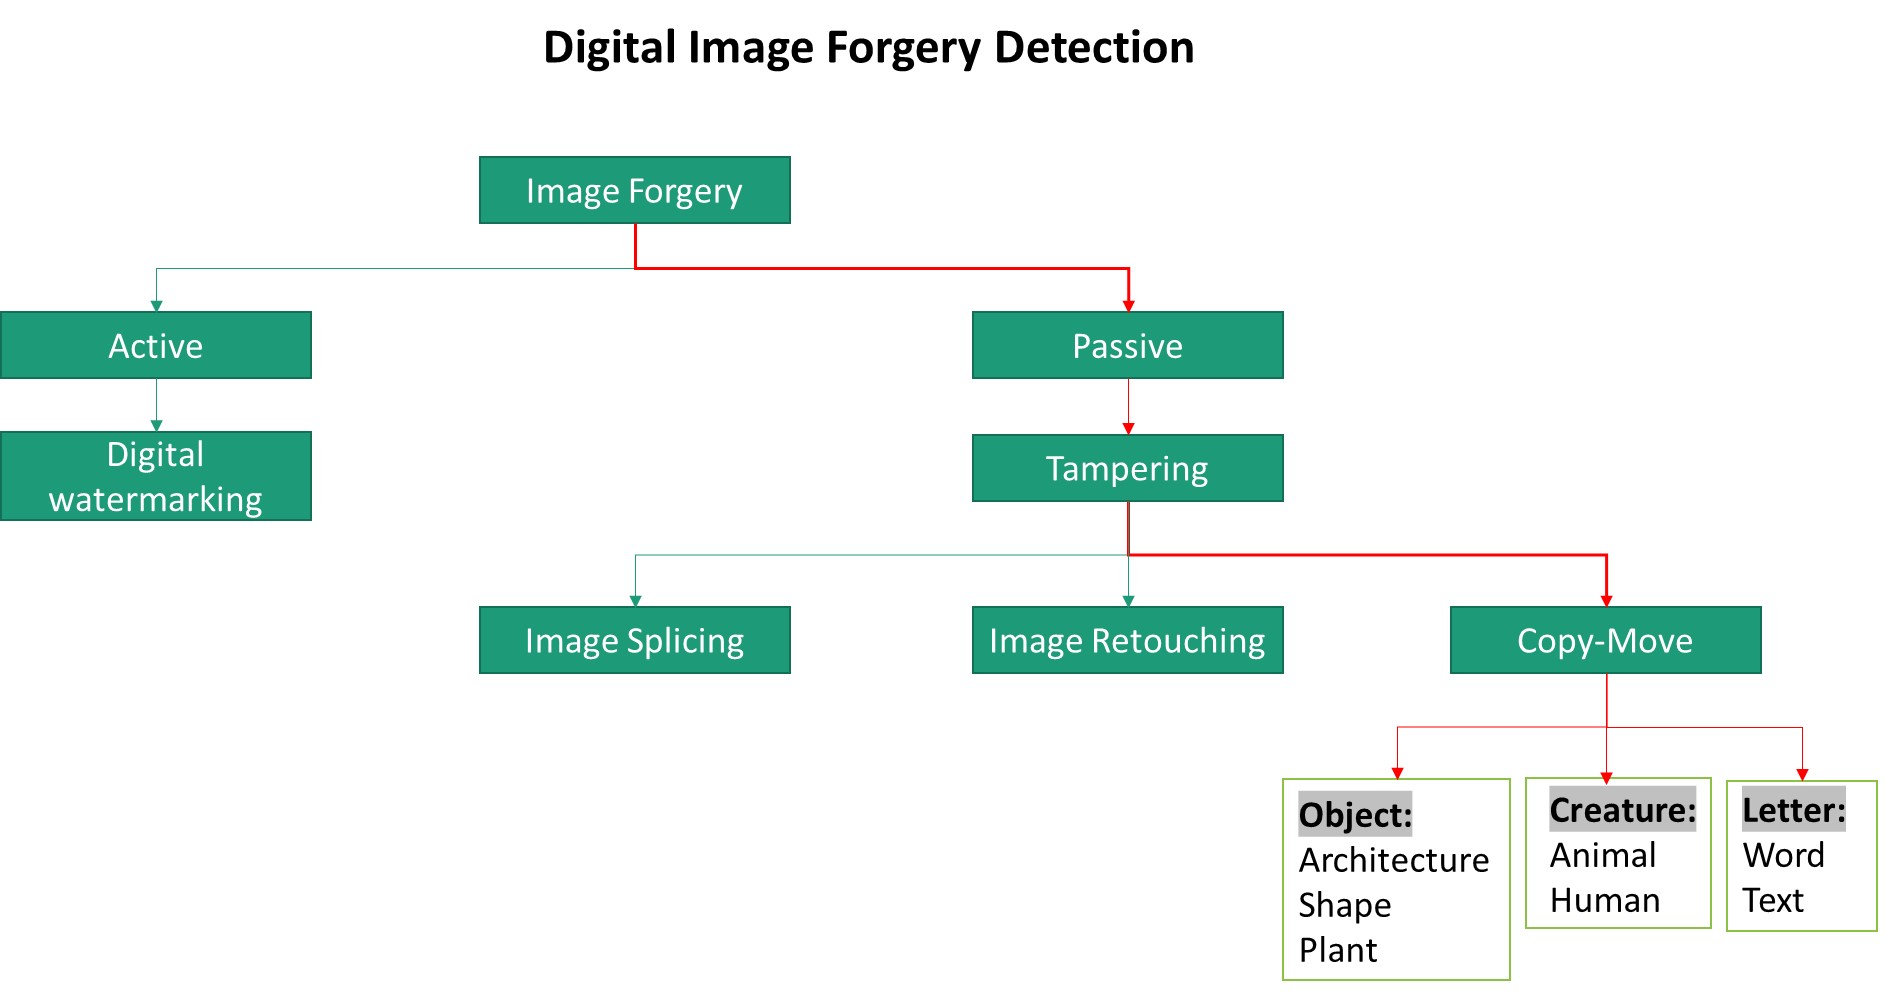 Digital Image Forgery Detection
Image Forgery
Active
Passive
Digital
watermarking
Tampering
Image Splicing
Image Retouching
Copy-Move
Object:
Architecture
Shape
Plant
Creature:
Animal
Human
Letter:
Word
Text